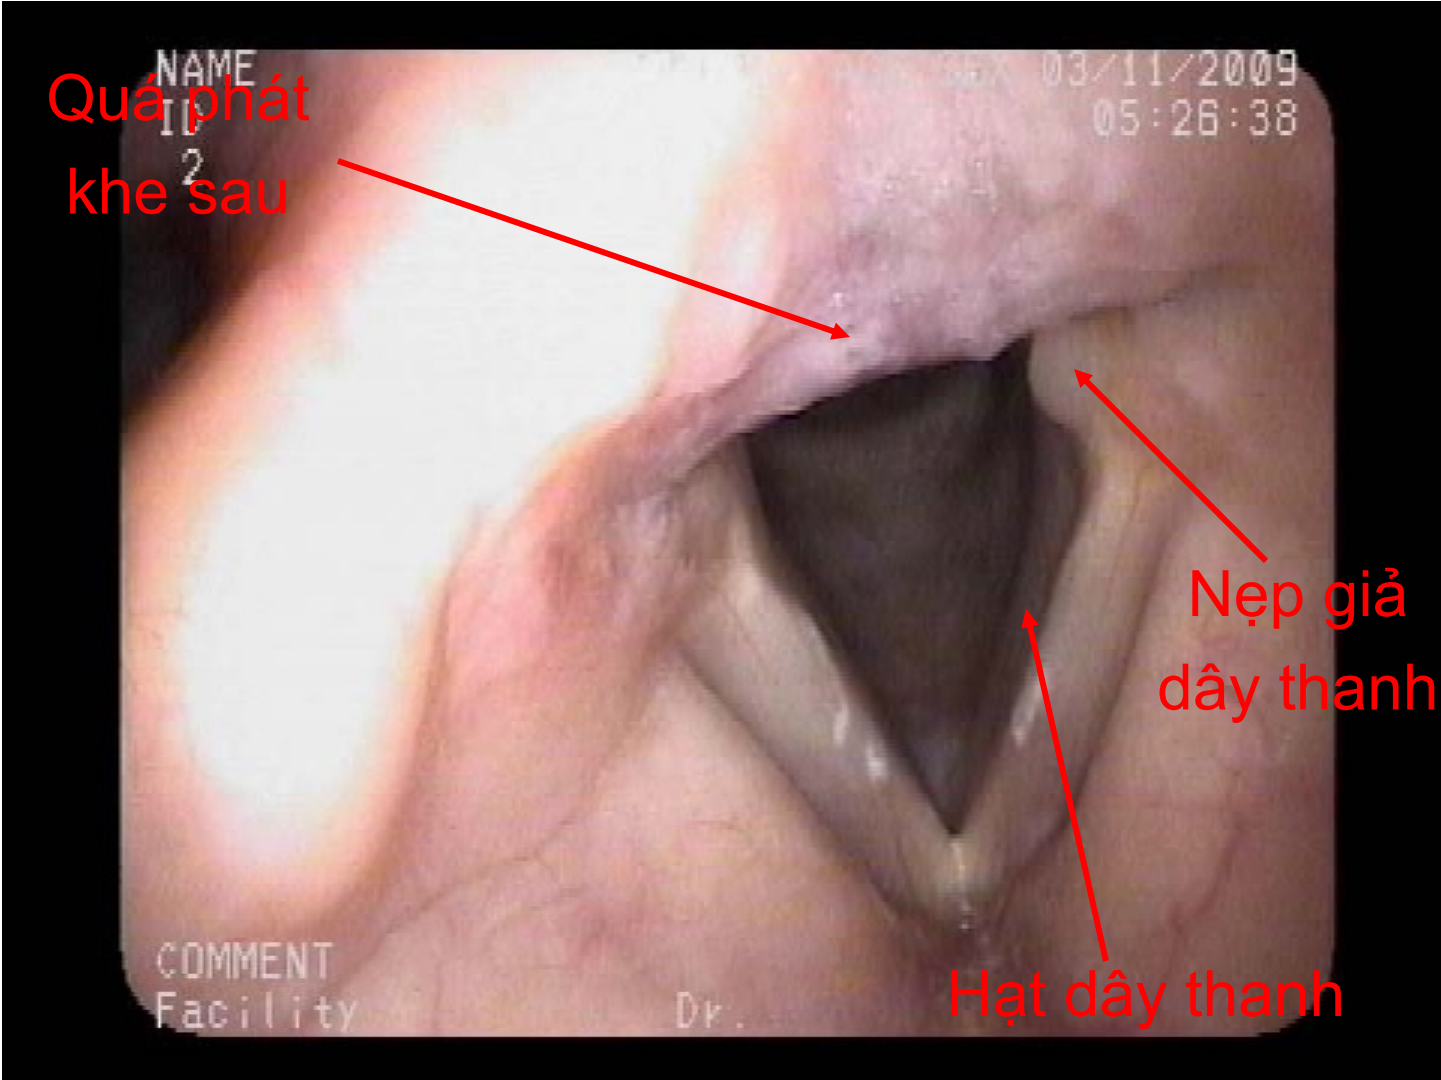 NAME
03/11/2009
ID
05:26:38
2
Quá phát
khe sau
Nẹp giả
dây thanh
Hạt dây thanh
COMMENT
Facility
Dr.